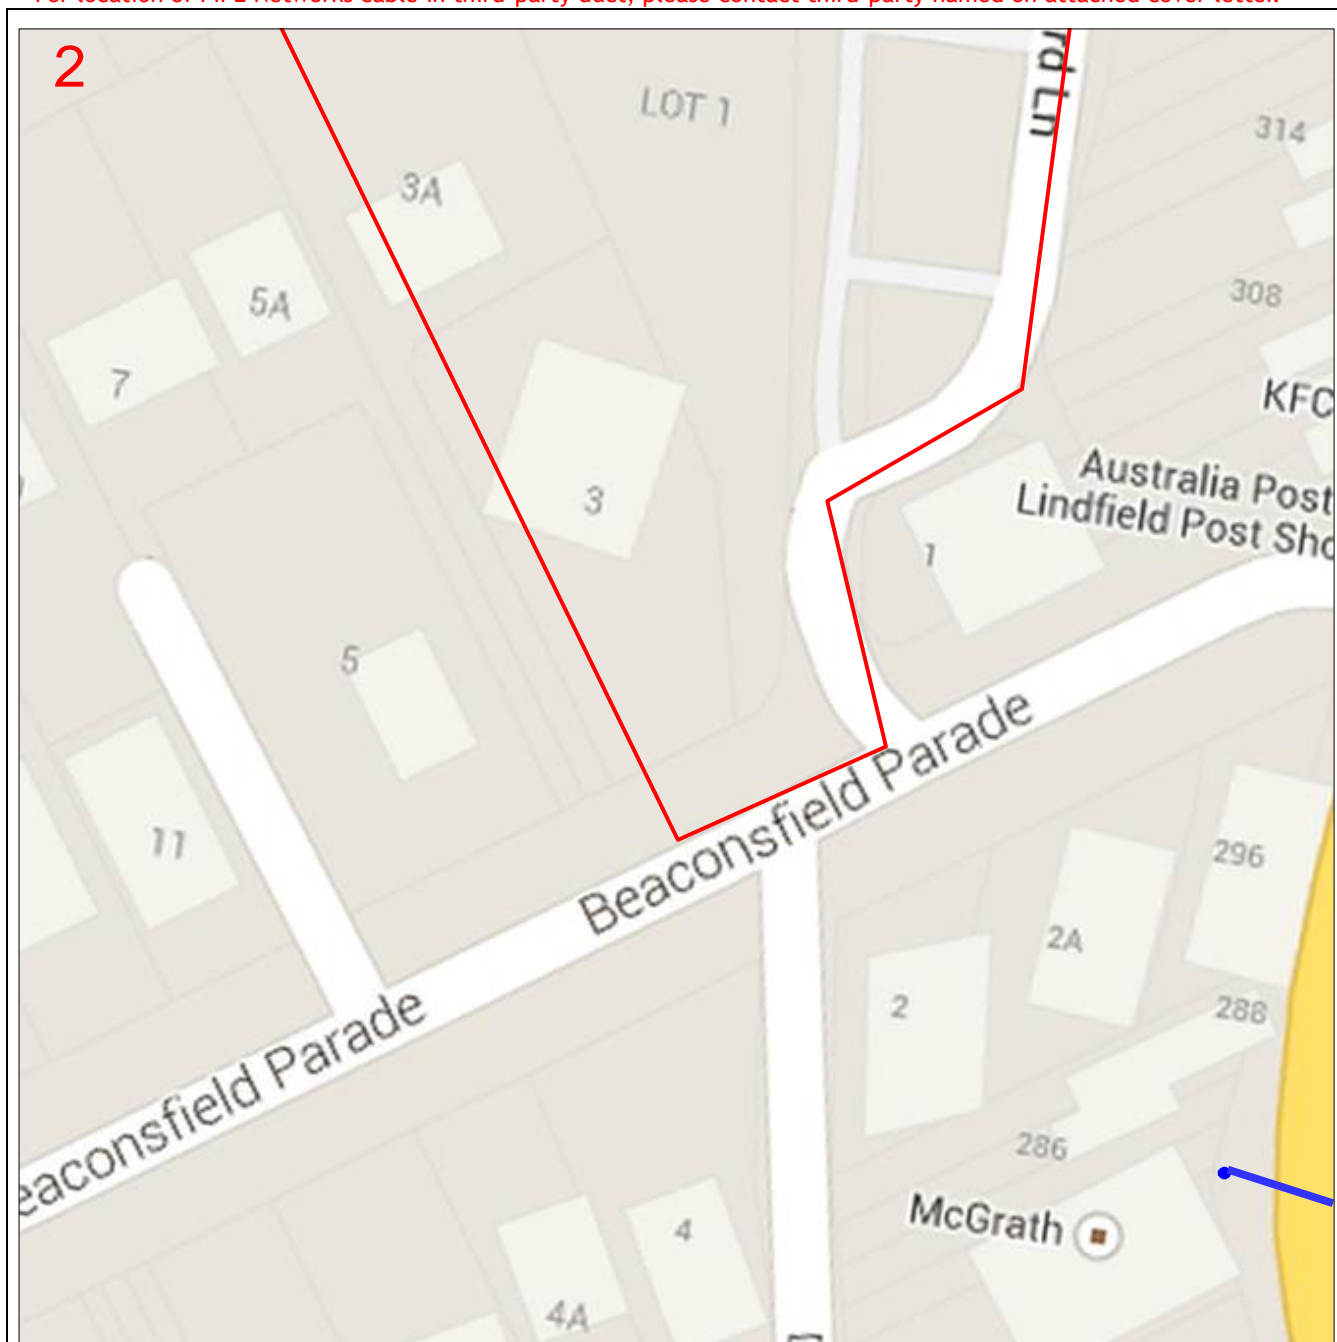 2
LOT 1
rd Ln
314
3A
5A
308
7
KFC
Australia Post
Lindfield Post Sho
3
1
5
Beaconsfield Parade
11
296
2A
2
288
eaconsfield Parade
286
McGrath
4
4A